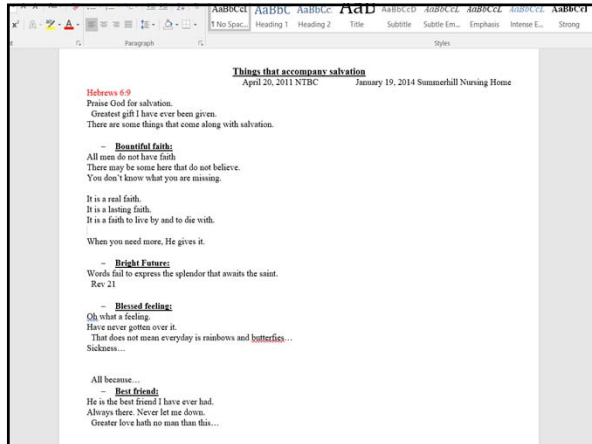 AaBbCcI AaBbC AaBbCc AaB AaBbCcD AaBbCcL AaBbCcL AaBbCcL AaBbCcI
¶ No Spac... Heading 1 Heading 2 Title Subtitle Subtle Em... Emphasis Intense E... Strong
Paragraph Styles
Things that accompany salvation
April 20, 2011 NTBC January 19, 2014 Summerhill Nursing Home
Hebrews 6:9
Praise God for salvation.
Greatest gift I have ever been given.
There are some things that come along with salvation.
– Bountiful faith:
All men do not have faith
There may be some here that do not believe.
You don't know what you are missing.
It is a real faith.
It is a lasting faith.
It is a faith to live by and to die with.
When you need more, He gives it.
– Bright Future:
Words fail to express the splendor that awaits the saint.
Rev 21
– Blessed feeling:
Oh what a feeling.
Have never gotten over it.
That does not mean everyday is rainbows and butterfies…
Sickness…
All because…
– Best friend:
He is the best friend I have ever had.
Always there. Never let me down.
Greater love hath no man than this…